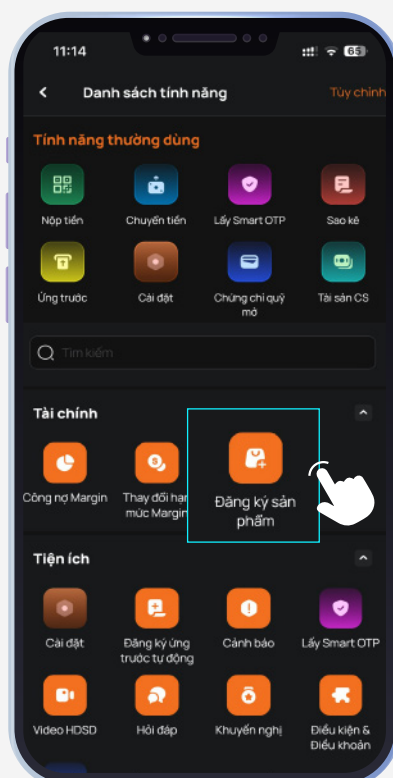 11:14
65
Danh sách tính năng
Tùy chỉnh
Tính năng thường dùng
Nộp tiền
Chuyển tiền
Lấy Smart OTP
Sao kê
Ứng trước
Cài đặt
Chứng chỉ quỹ
mở
Tài sản CS
Tìm kiếm
Tài chính
Công nợ Margin
Thay đổi hạn
mức Margin
Đăng ký sản
phẩm
Tiện ích
Cài đặt
Đăng ký ứng
trước tự động
Cảnh báo
Lấy Smart OTP
Video HDSD
Hỏi đáp
Khuyến nghị
Điều kiện &
Điều khoản